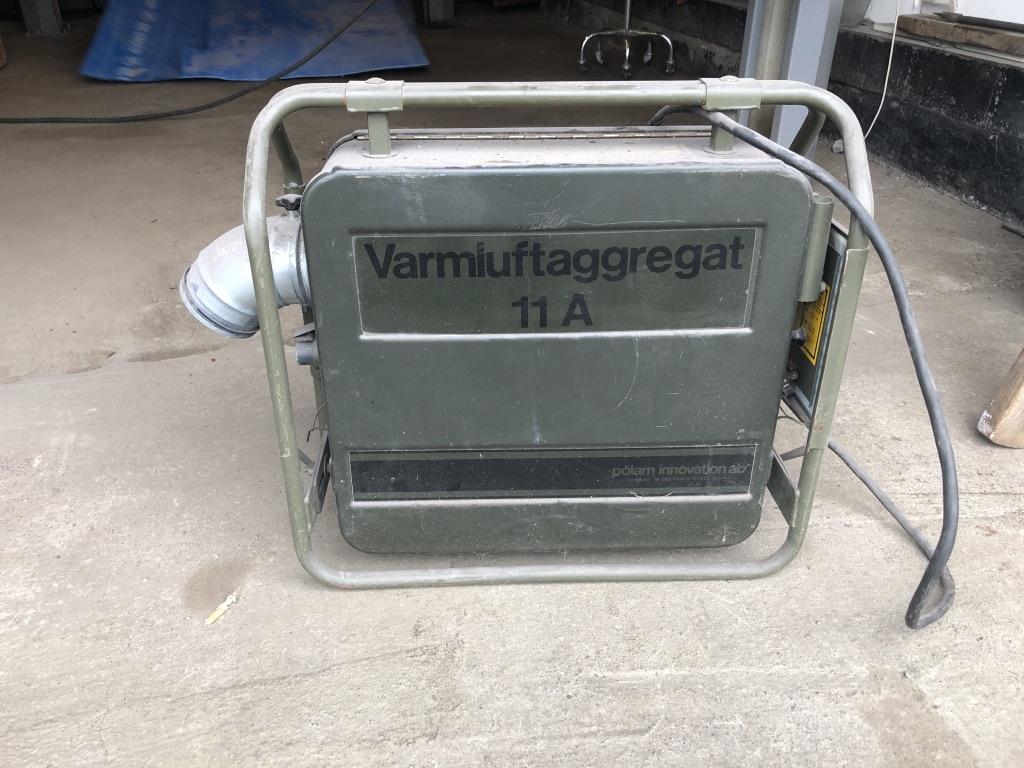 Varmluftaggregat
11 A
polarn innovation ab